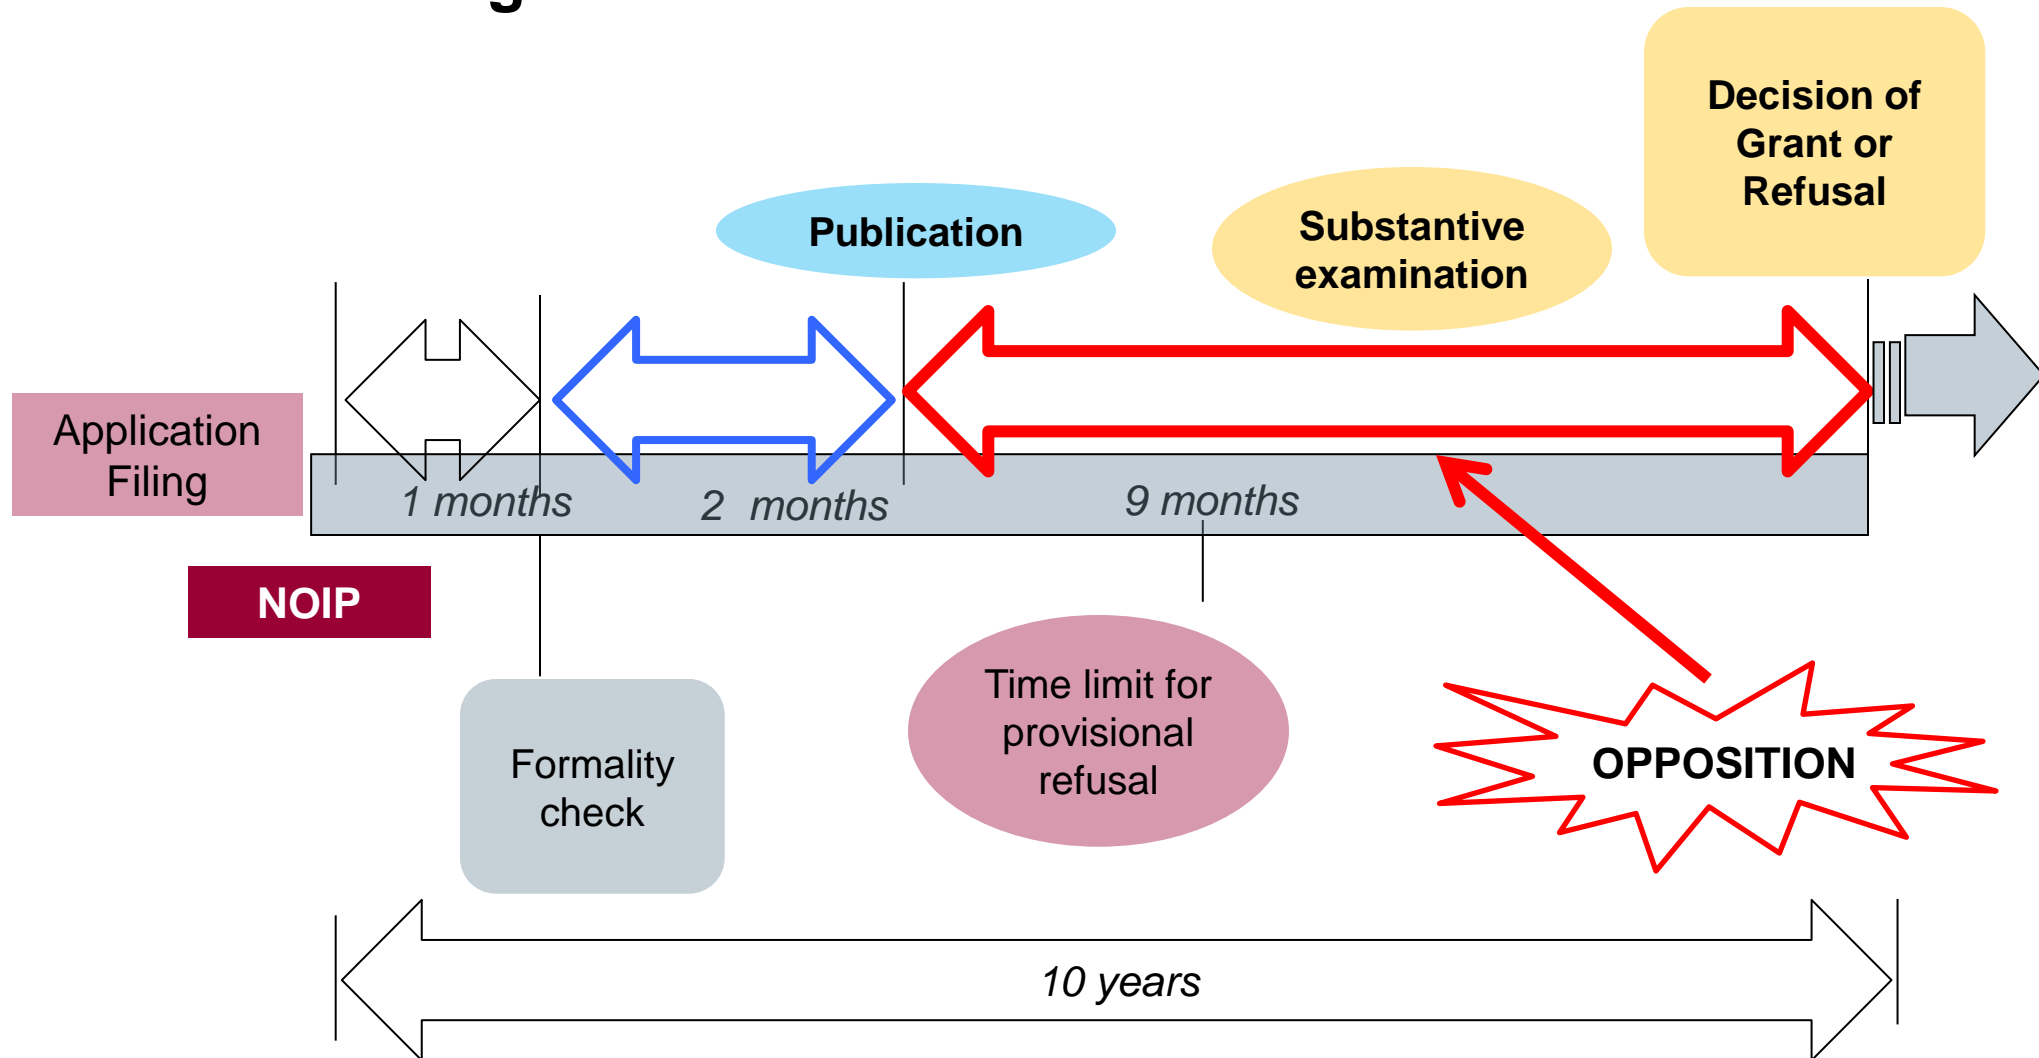 Decision of
Grant or
Refusal
Publication
Substantive
examination
Application
Filing
1 months
2 months
9 months
NOIP
Formality
check
Time limit for
provisional
refusal
OPPOSITION
10 years